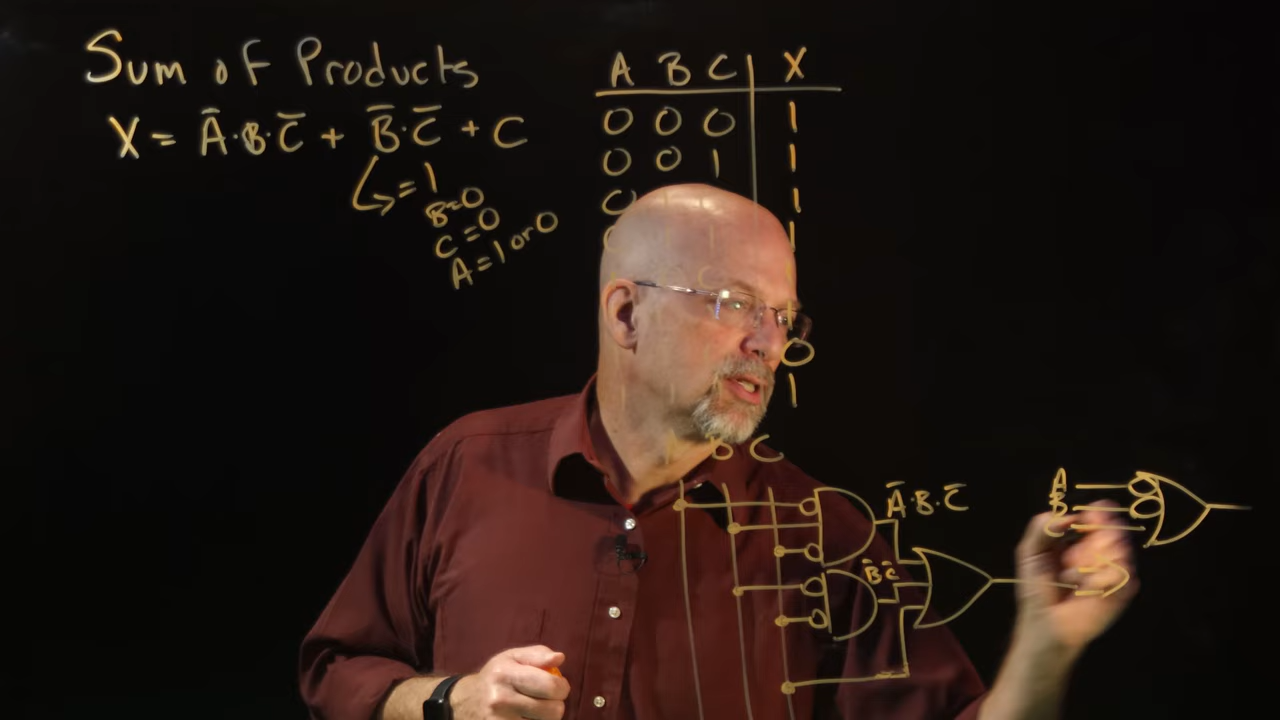 Sum of Products
X = A̅·B·C̅ + B̅·C̅ + C
= 1
B=0
C=0
A=1 or 0
A B C X
0 0 0 1
0 0 1 1
0 1
1
0
1
C
A̅·B·C̅
B̅C̅
A
B
C